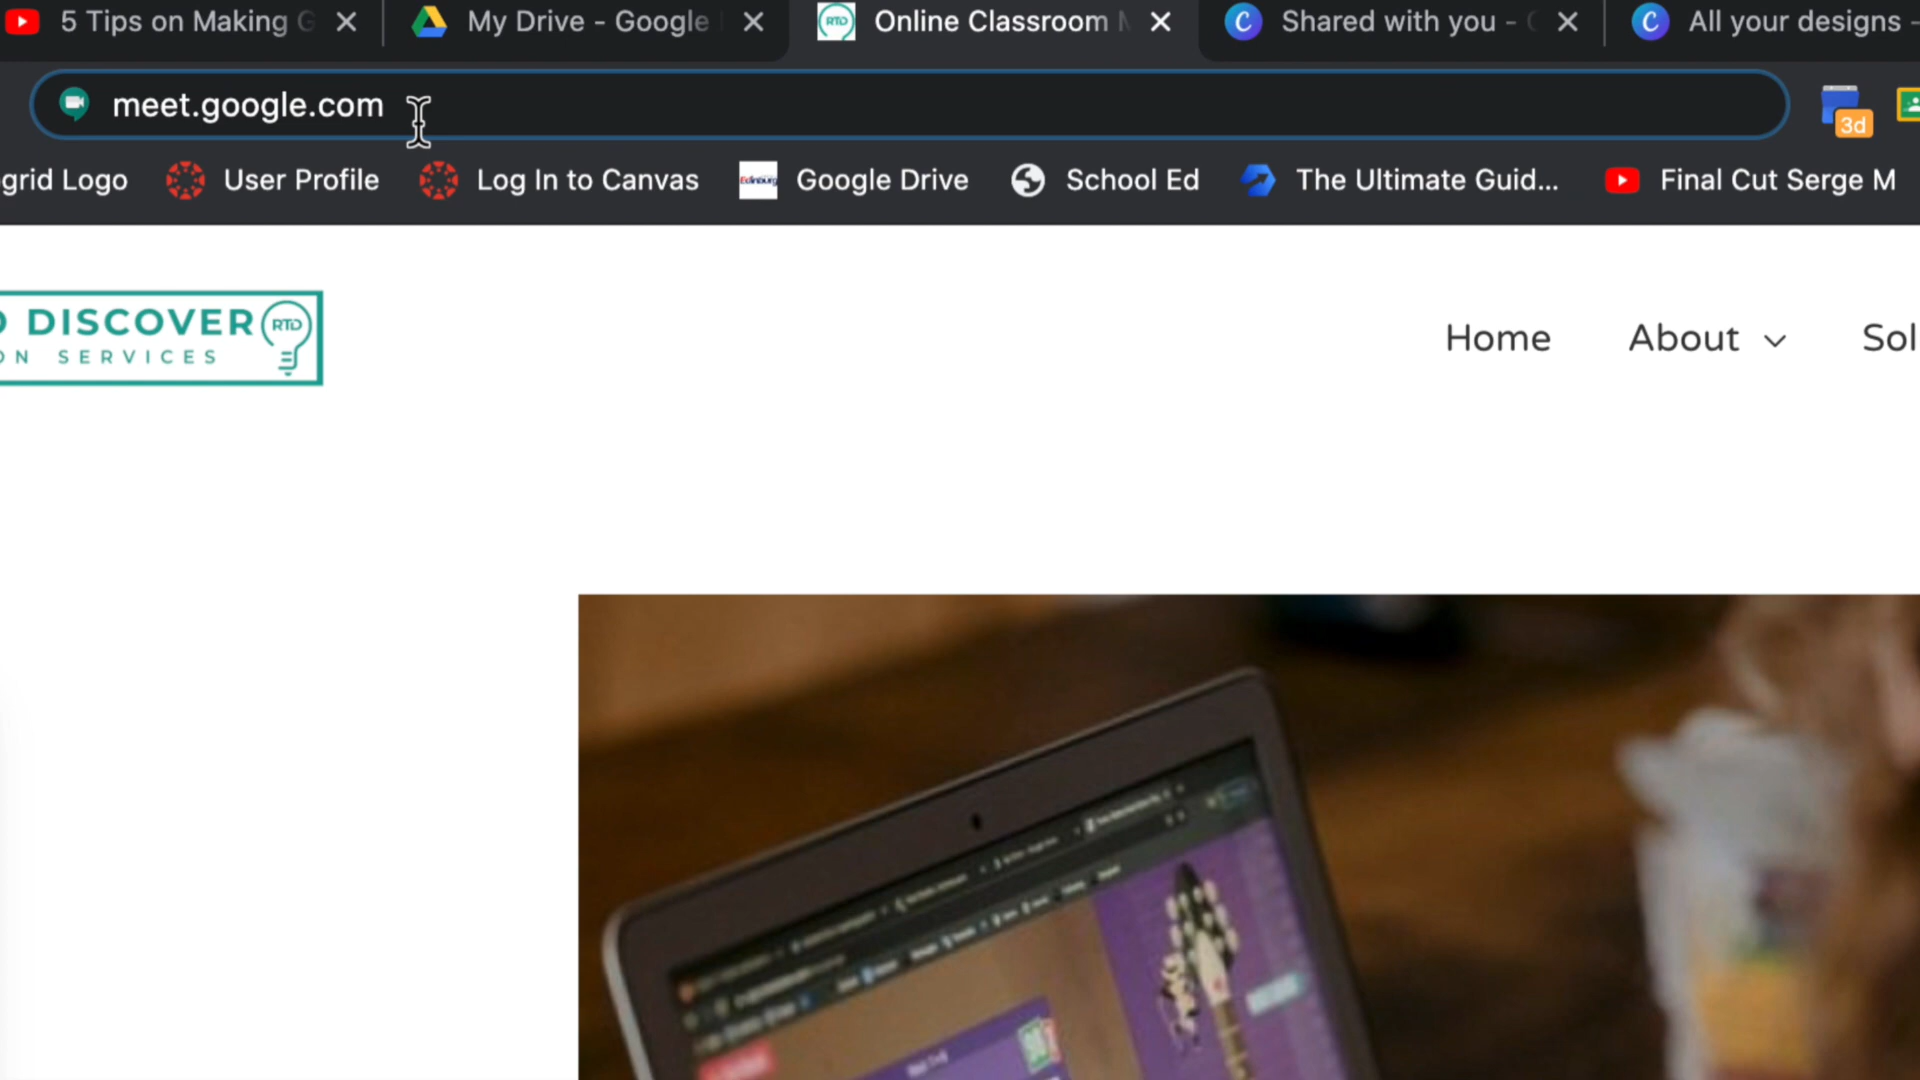 5 Tips on Making G
My Drive - Google
Online Classroom
Shared with you -
All your designs -
meet.google.com
3d
grid Logo
User Profile
Log In to Canvas
Edinburg
Google Drive
School Ed
The Ultimate Guid...
Final Cut Serge M
DISCOVER
RTD
ON SERVICES
Home
About
Sol